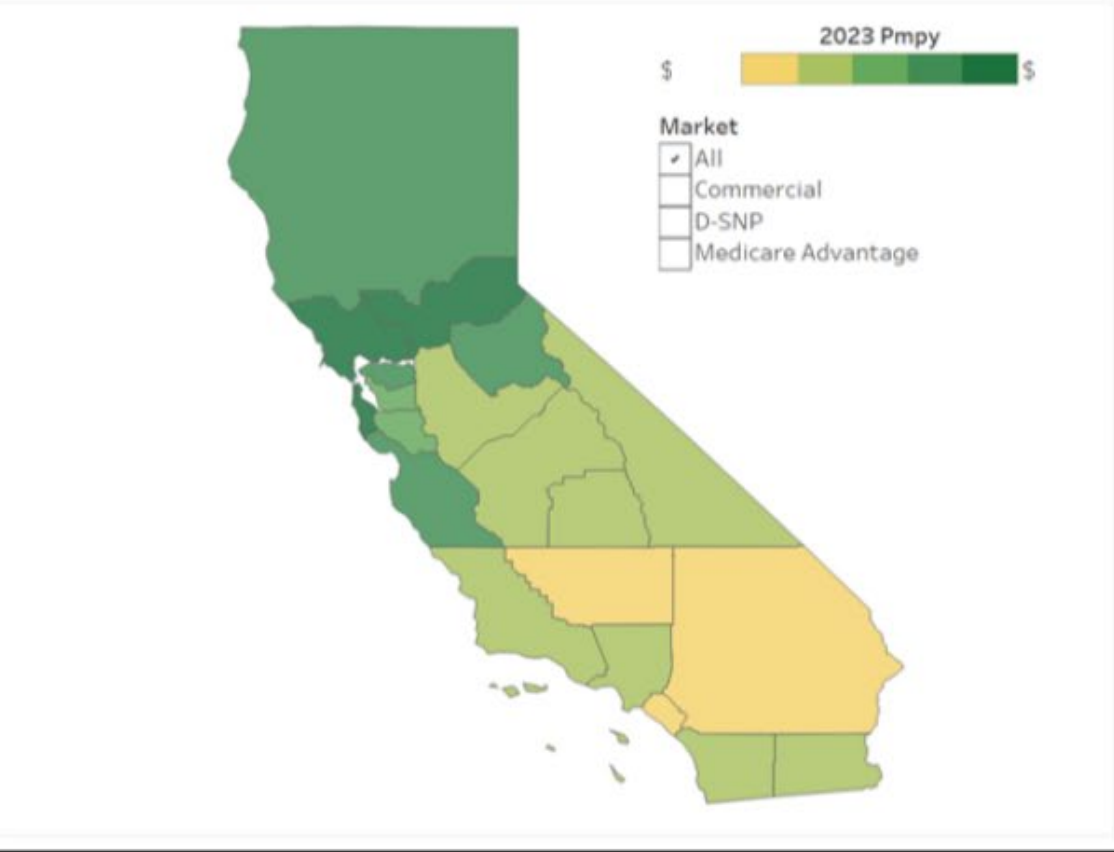 2023 Pmpy
$ $
Market
✔ All
Commercial
D-SNP
Medicare Advantage